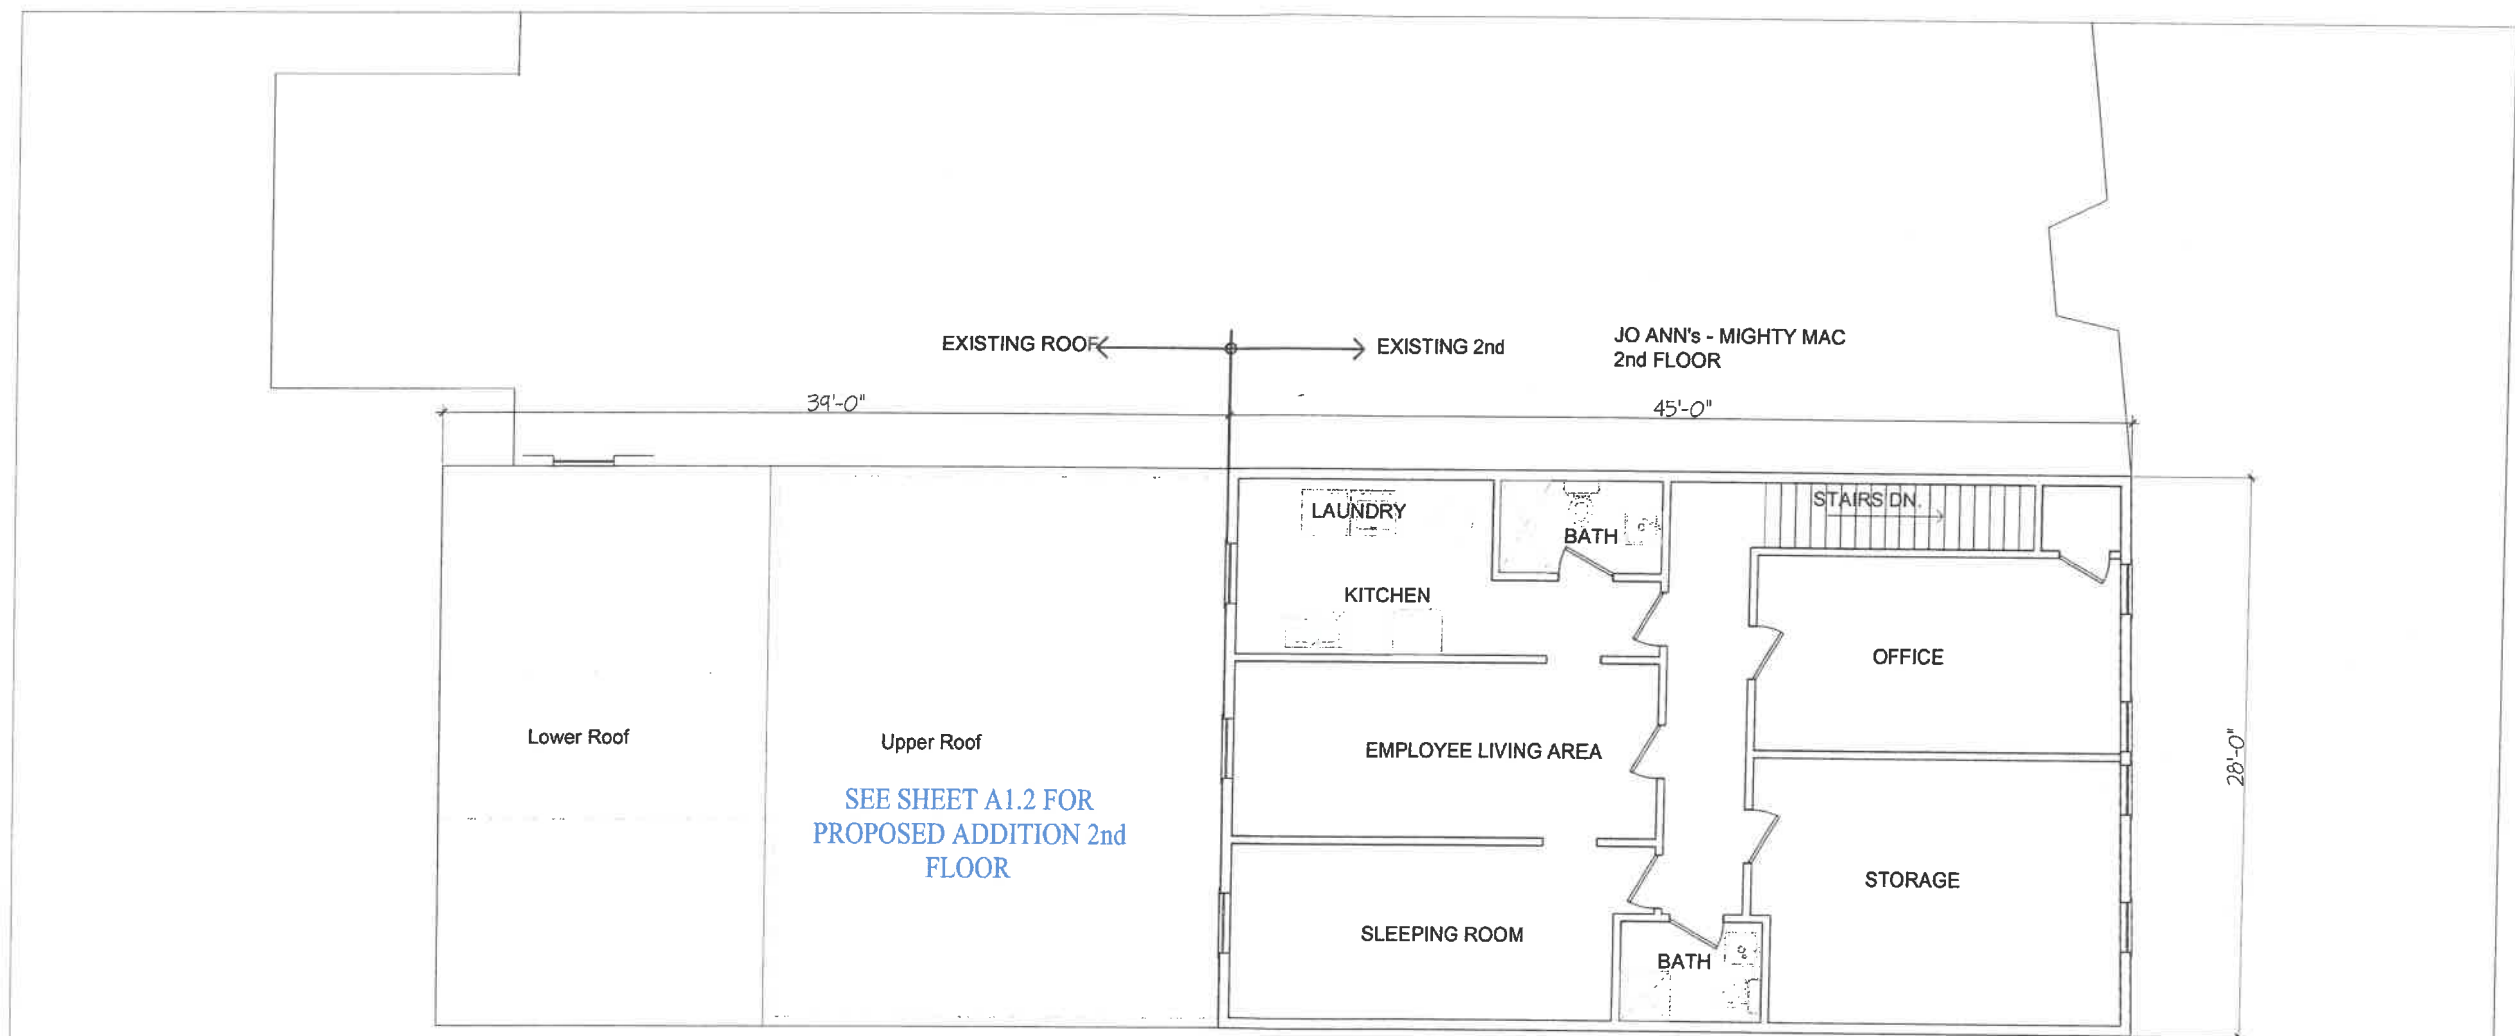 EXISTING ROOF
EXISTING 2nd
JO ANN's - MIGHTY MAC
2nd FLOOR
39'-0"
45'-0"
LAUNDRY
BATH
STAIRS DN.
KITCHEN
OFFICE
Lower Roof
Upper Roof
EMPLOYEE LIVING AREA
28'-0"
SEE SHEET A1.2 FOR
PROPOSED ADDITION 2nd
FLOOR
STORAGE
SLEEPING ROOM
BATH